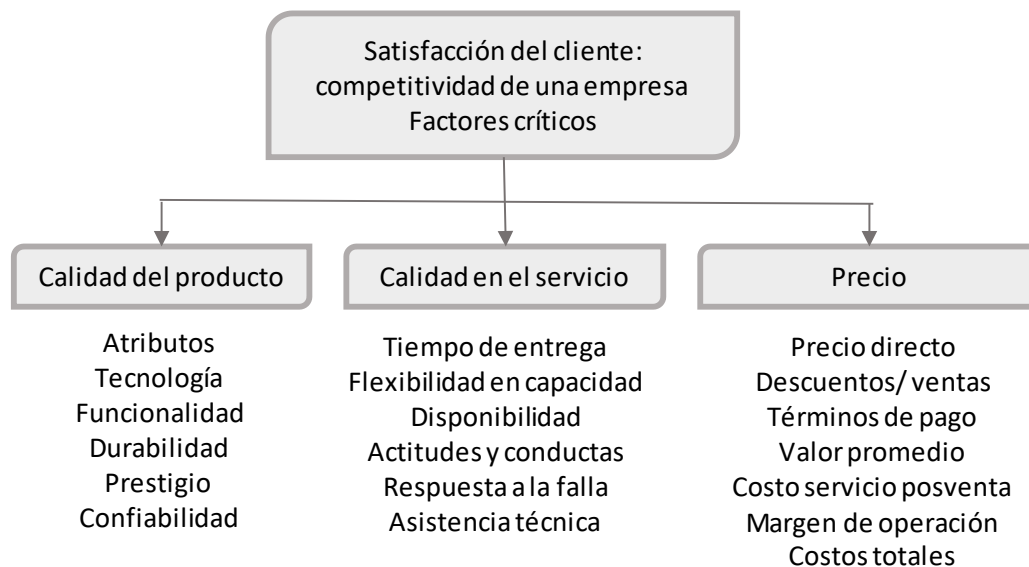 Satisfacción del cliente:
competitividad de una empresa
Factores críticos
Calidad del producto
Atributos
Tecnología
Funcionalidad
Durabilidad
Prestigio
Confiabilidad
Calidad en el servicio
Tiempo de entrega
Flexibilidad en capacidad
Disponibilidad
Actitudes y conductas
Respuesta a la falla
Asistencia técnica
Precio
Precio directo
Descuentos/ ventas
Términos de pago
Valor promedio
Costo servicio posventa
Margen de operación
Costos totales